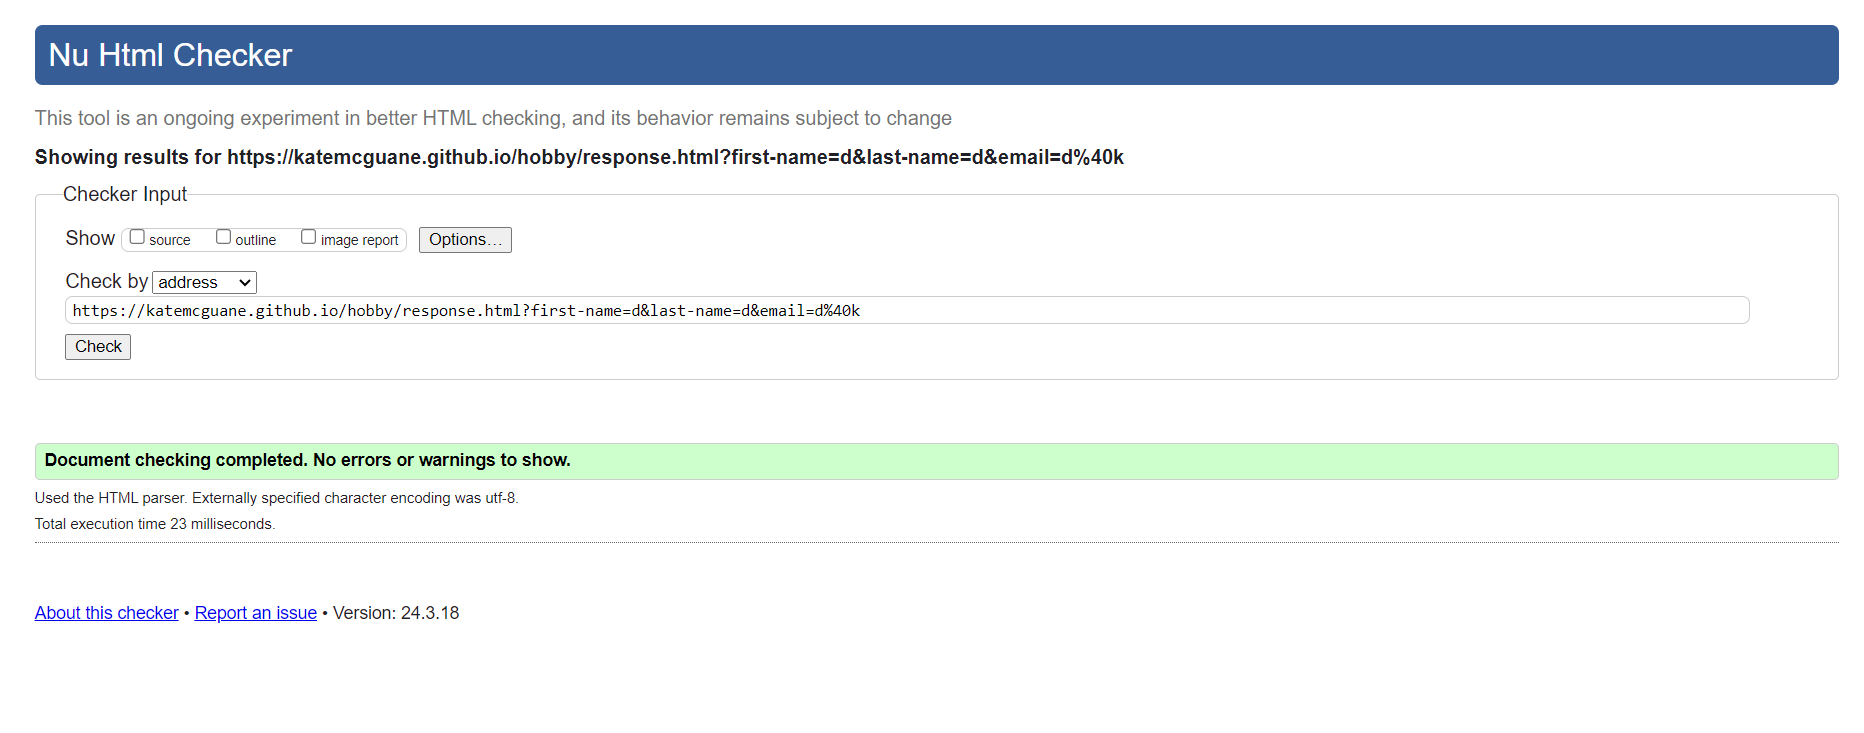 Nu Html Checker
This tool is an ongoing experiment in better HTML checking, and its behavior remains subject to change
Showing results for https://katemcguane.github.io/hobby/response.html?first-name=d&last-name=d&email=d%40k
Checker Input
Show source outline image report Options...
Check by address
https://katemcguane.github.io/hobby/response.html?first-name=d&last-name=d&email=d%40k
Check
Document checking completed. No errors or warnings to show.
Used the HTML parser. Externally specified character encoding was utf-8.
Total execution time 23 milliseconds.
About this checker • Report an issue • Version: 24.3.18